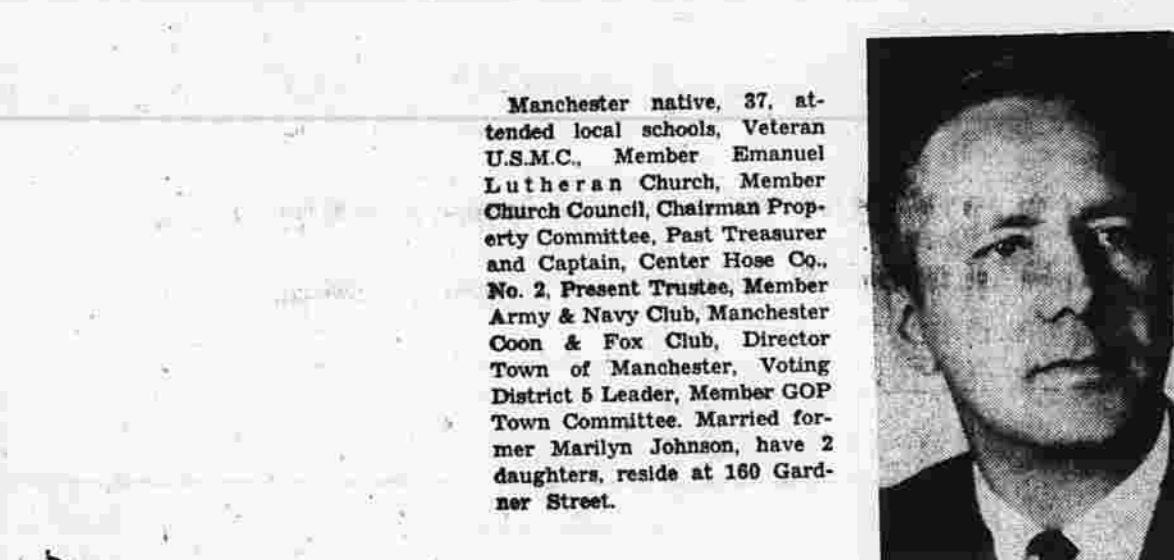 Manchester native, 37, at-
tended local schools, Veteran
U.S.M.C., Member Emanuel
Lutheran Church, Member
Church Council, Chairman Prop-
erty Committee, Past Treasurer
and Captain, Center Hose Co.,
No. 2, Present Trustee, Member
Army & Navy Club, Manchester
Coon & Fox Club, Director
Town of Manchester, Voting
District 5 Leader, Member GOP
Town Committee. Married for-
mer Marilyn Johnson, have 2
daughters, reside at 160 Gard-
ner Street.